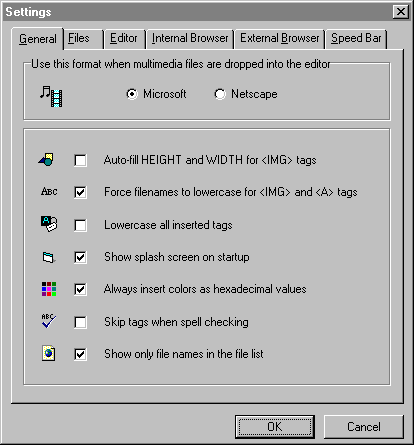 Settings
General Files Editor Internal Browser External Browser Speed Bar
Use this format when multimedia files are dropped into the editor
Microsoft Netscape
Auto-fill HEIGHT and WIDTH for <IMG> tags
ABC Force filenames to lowercase for <IMG> and <A> tags
Lowercase all inserted tags
Show splash screen on startup
Always insert colors as hexadecimal values
ABC Skip tags when spell checking
Show only file names in the file list
OK Cancel